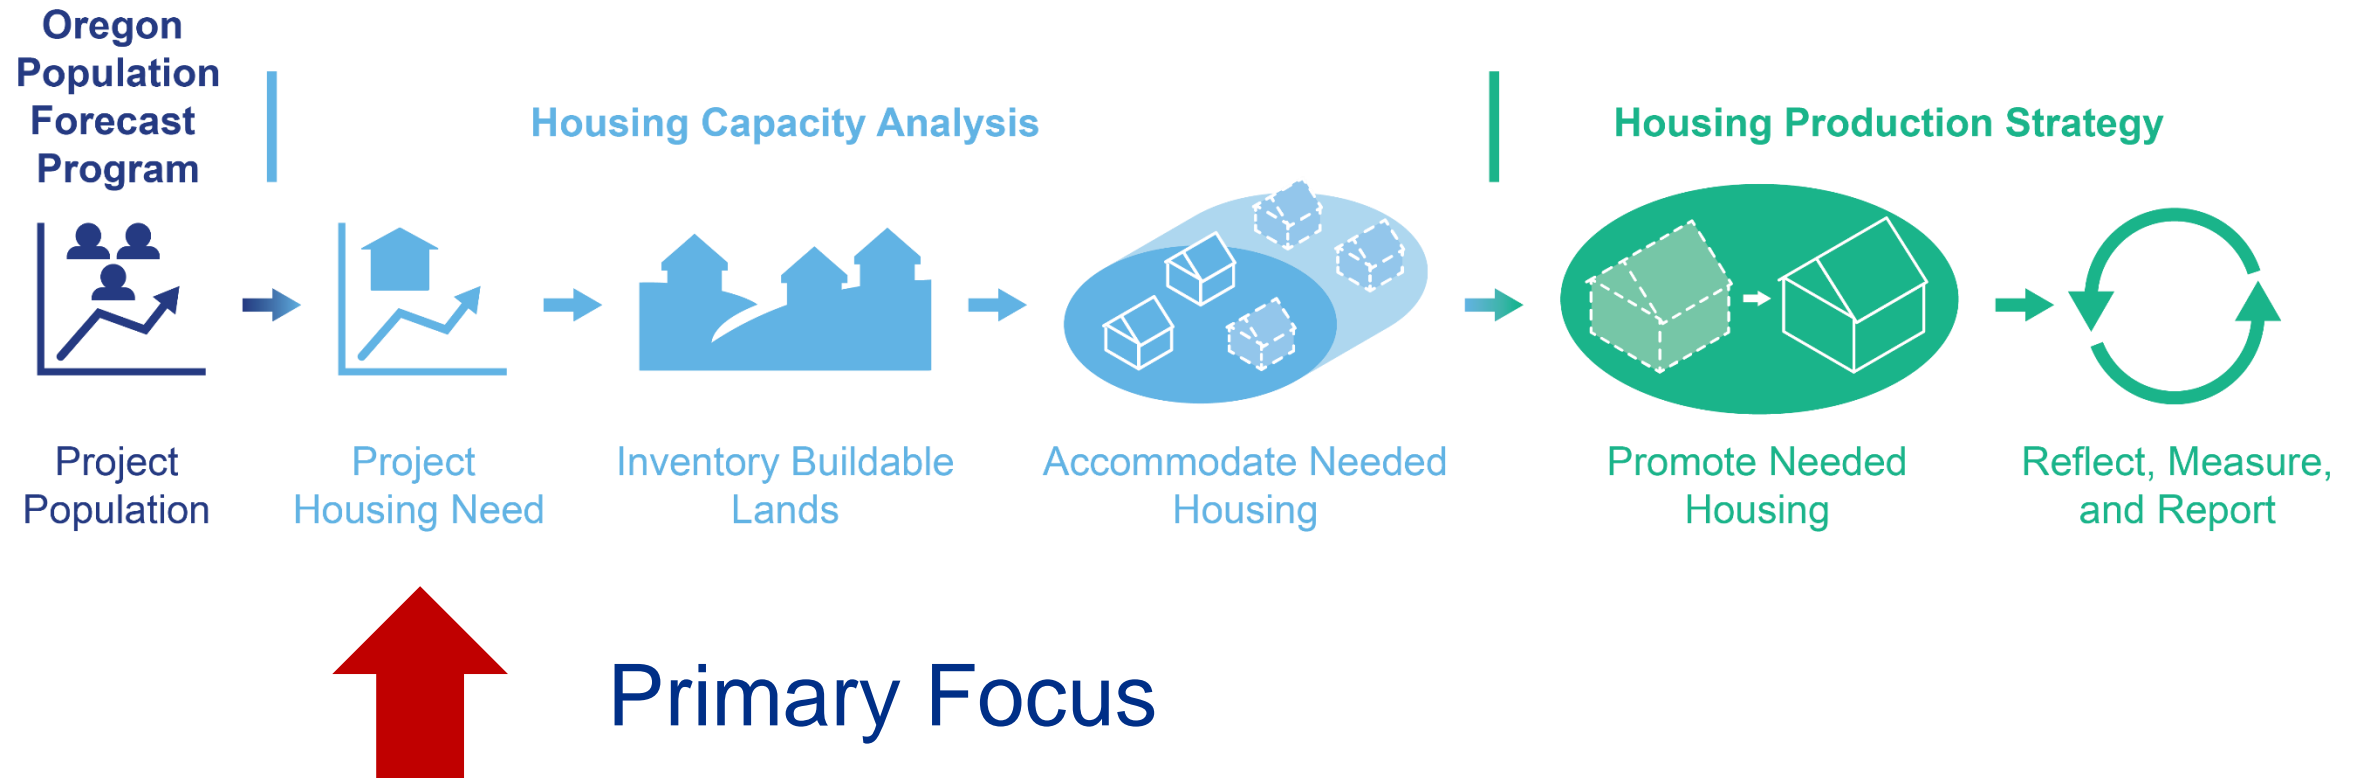 Oregon
Population
Forecast
Program
Housing Capacity Analysis
Housing Production Strategy
Project
Population
Project
Housing Need
Inventory Buildable
Lands
Accommodate Needed
Housing
Promote Needed
Housing
Reflect, Measure,
and Report
Primary Focus